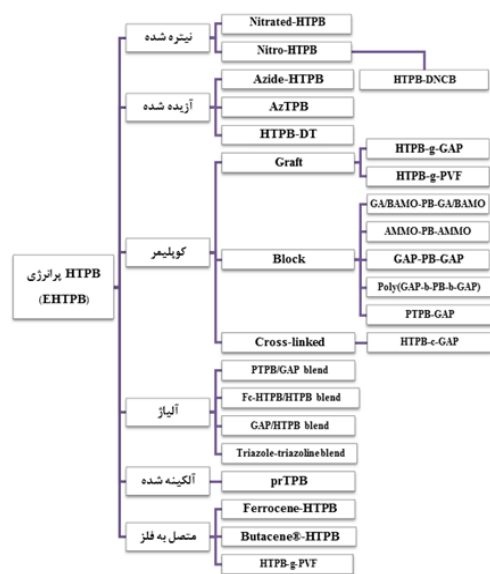 HTPB پرانرژی
(EHTPB)
نیتره شده
Nitrated-HTPB
Nitro-HTPB
HTPB-DNCB
آزیده شده
Azide-HTPB
AzTPB
HTPB-DT
کوپلیمر
Graft
HTPB-g-GAP
HTPB-g-PVF
Block
GA/BAMO-PB-GA/BAMO
AMMO-PB-AMMO
GAP-PB-GAP
Poly(GAP-b-PB-b-GAP)
PTPB-GAP
Cross-linked
HTPB-c-GAP
آلیاژ
PTPB/GAP blend
Fc-HTPB/HTPB blend
GAP/HTPB blend
Triazole-triazoline blend
آلکینه شده
prTPB
متصل به فلز
Ferrocene-HTPB
Butacene®-HTPB
HTPB-g-PVF